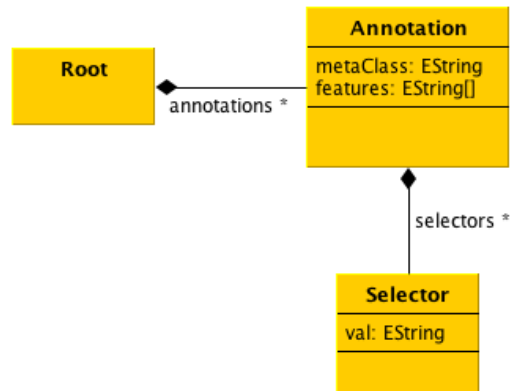 Root
annotations *
Annotation
metaClass: EString
features: EString[]
selectors *
Selector
val: EString